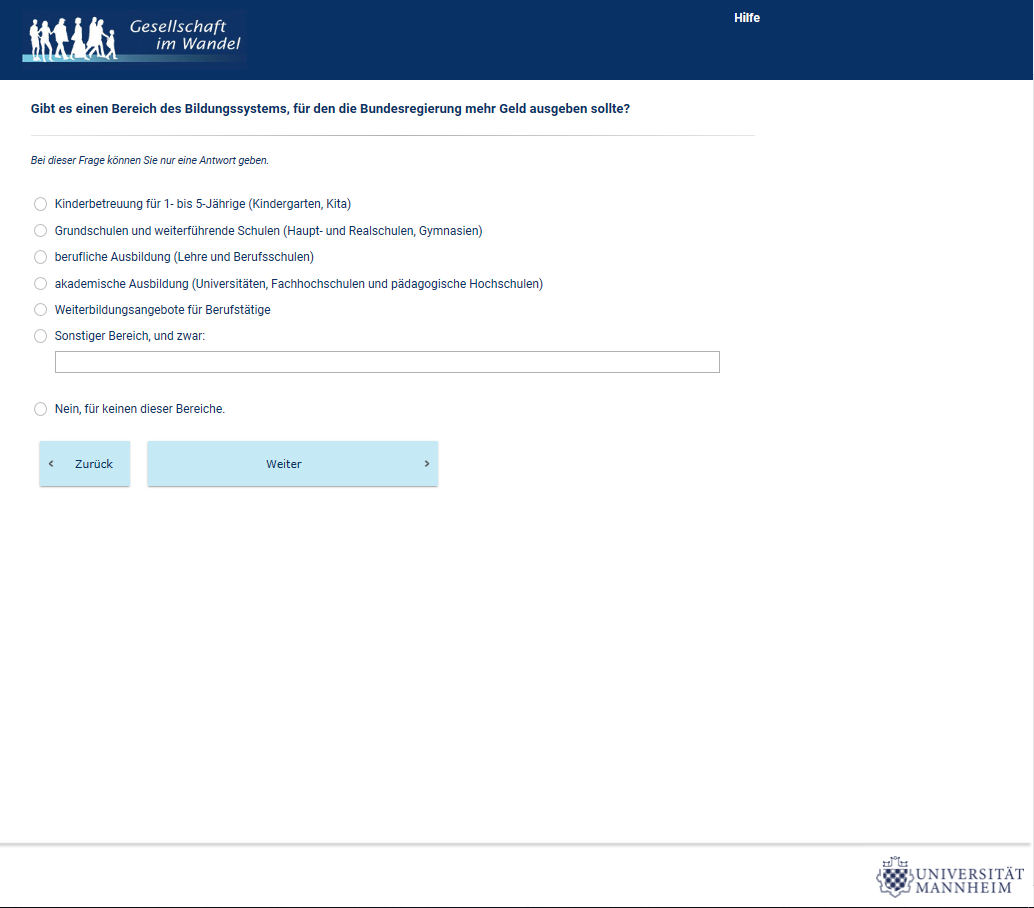 Gesellschaft
im Wandel
Hilfe
Gibt es einen Bereich des Bildungssystems, für den die Bundesregierung mehr Geld ausgeben sollte?
Bei dieser Frage können Sie nur eine Antwort geben.
Kinderbetreuung für 1- bis 5-Jährige (Kindergarten, Kita)
Grundschulen und weiterführende Schulen (Haupt- und Realschulen, Gymnasien)
berufliche Ausbildung (Lehre und Berufsschulen)
akademische Ausbildung (Universitäten, Fachhochschulen und pädagogische Hochschulen)
Weiterbildungsangebote für Berufstätige
Sonstiger Bereich, und zwar:
Nein, für keinen dieser Bereiche.
‹ Zurück
Weiter ›
UNIVERSITÄT
MANNHEIM